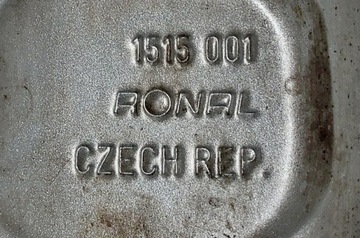 1515 001
RONAL
CZECH REP.